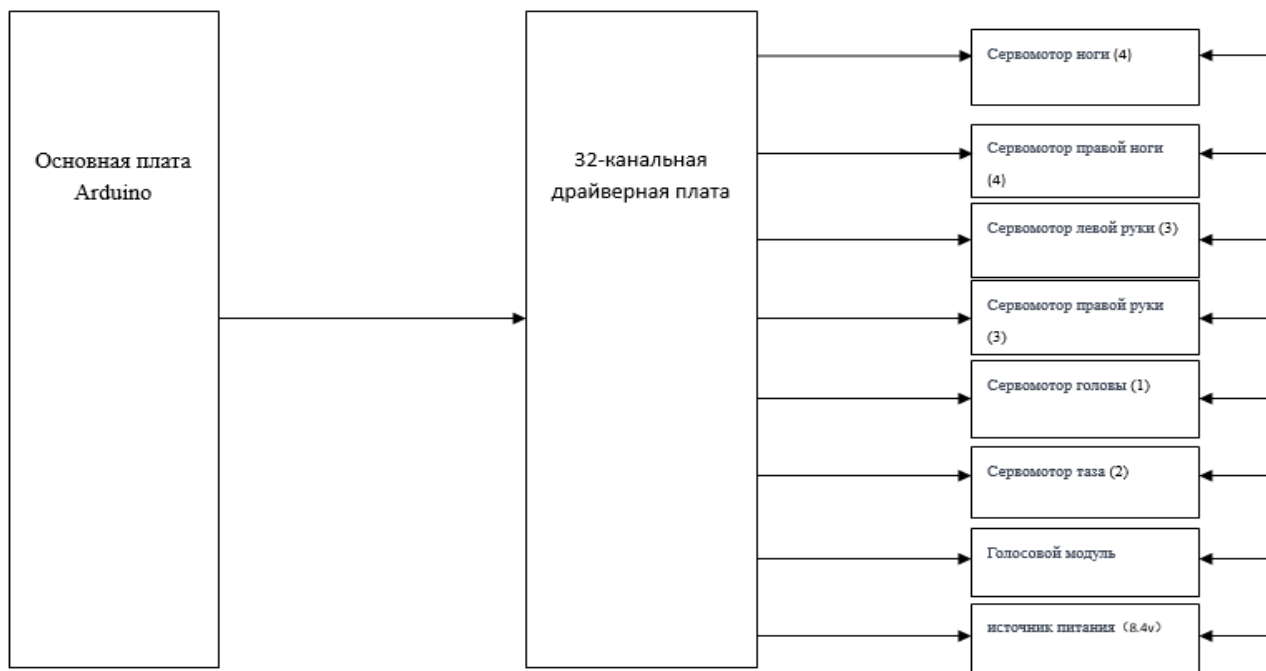 Основная плата
Arduino
32-канальная
драйверная плата
Сервомотор ноги (4)
Сервомотор правой ноги
(4)
Сервомотор левой руки (3)
Сервомотор правой руки
(3)
Сервомотор головы (1)
Сервомотор таза (2)
Голосовой модуль
источник питания（8.4v）